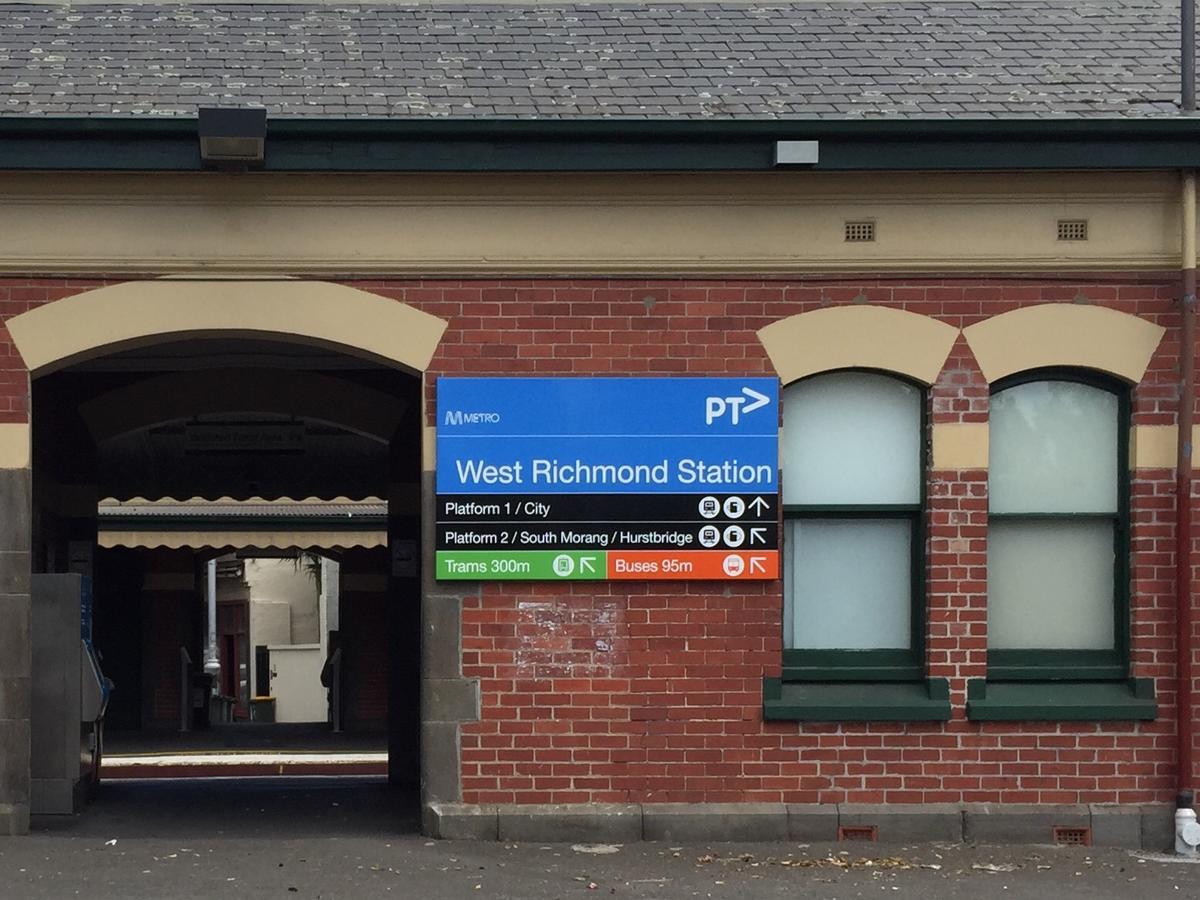 METRO
PT>
West Richmond Station
Platform 1 / City
Platform 2 / South Morang / Hurstbridge
Trams 300m
Buses 95m